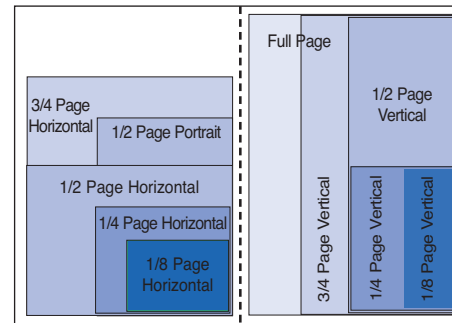 3/4 Page
Horizontal
1/2 Page Portrait
1/2 Page Horizontal
1/4 Page Horizontal
1/8 Page
Horizontal
Full Page
3/4 Page Vertical
1/2 Page
Vertical
1/4 Page Vertical
1/8 Page Vertical